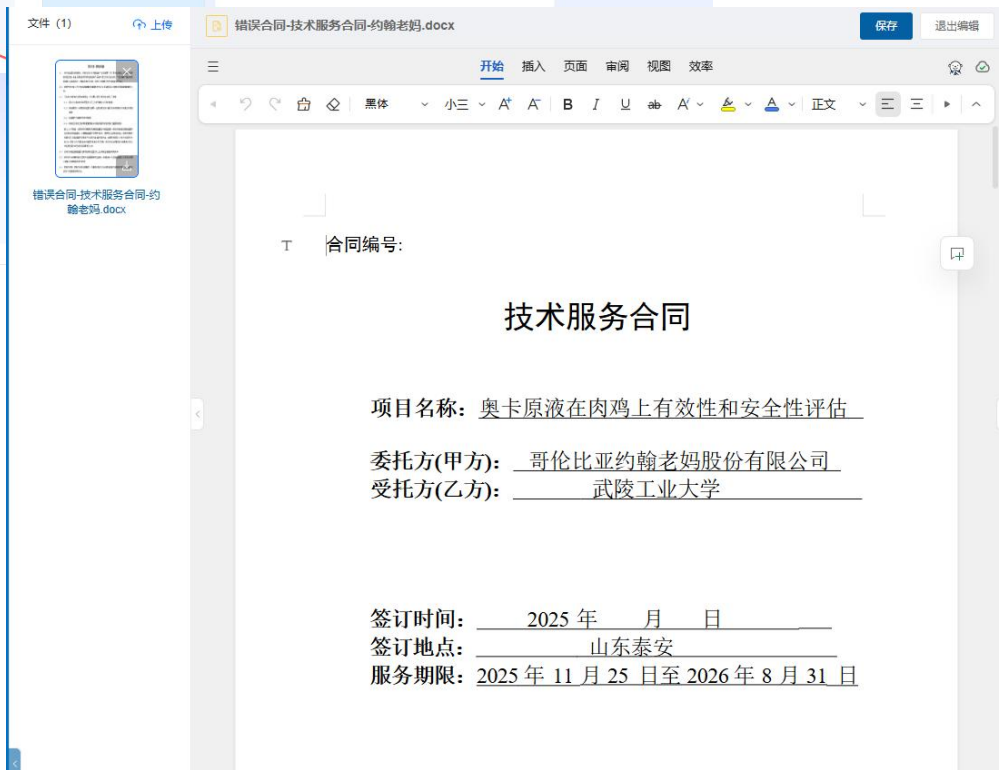 文件（1）
上传
错误合同-技术服务合同-约翰老妈.docx
错误合同-技术服务合同-约翰老妈.docx
保存
退出编辑
开始 插入 页面 审阅 视图 效率
黑体 小三 A+ A- B I U ab A 正文
T
合同编号:
技术服务合同
项目名称：奥卡原液在肉鸡上有效性和安全性评估
委托方(甲方)：哥伦比亚约翰老妈股份有限公司
受托方(乙方)：武陵工业大学
签订时间：2025 年 月 日
签订地点：山东泰安
服务期限：2025 年 11 月 25 日至 2026 年 8 月 31 日